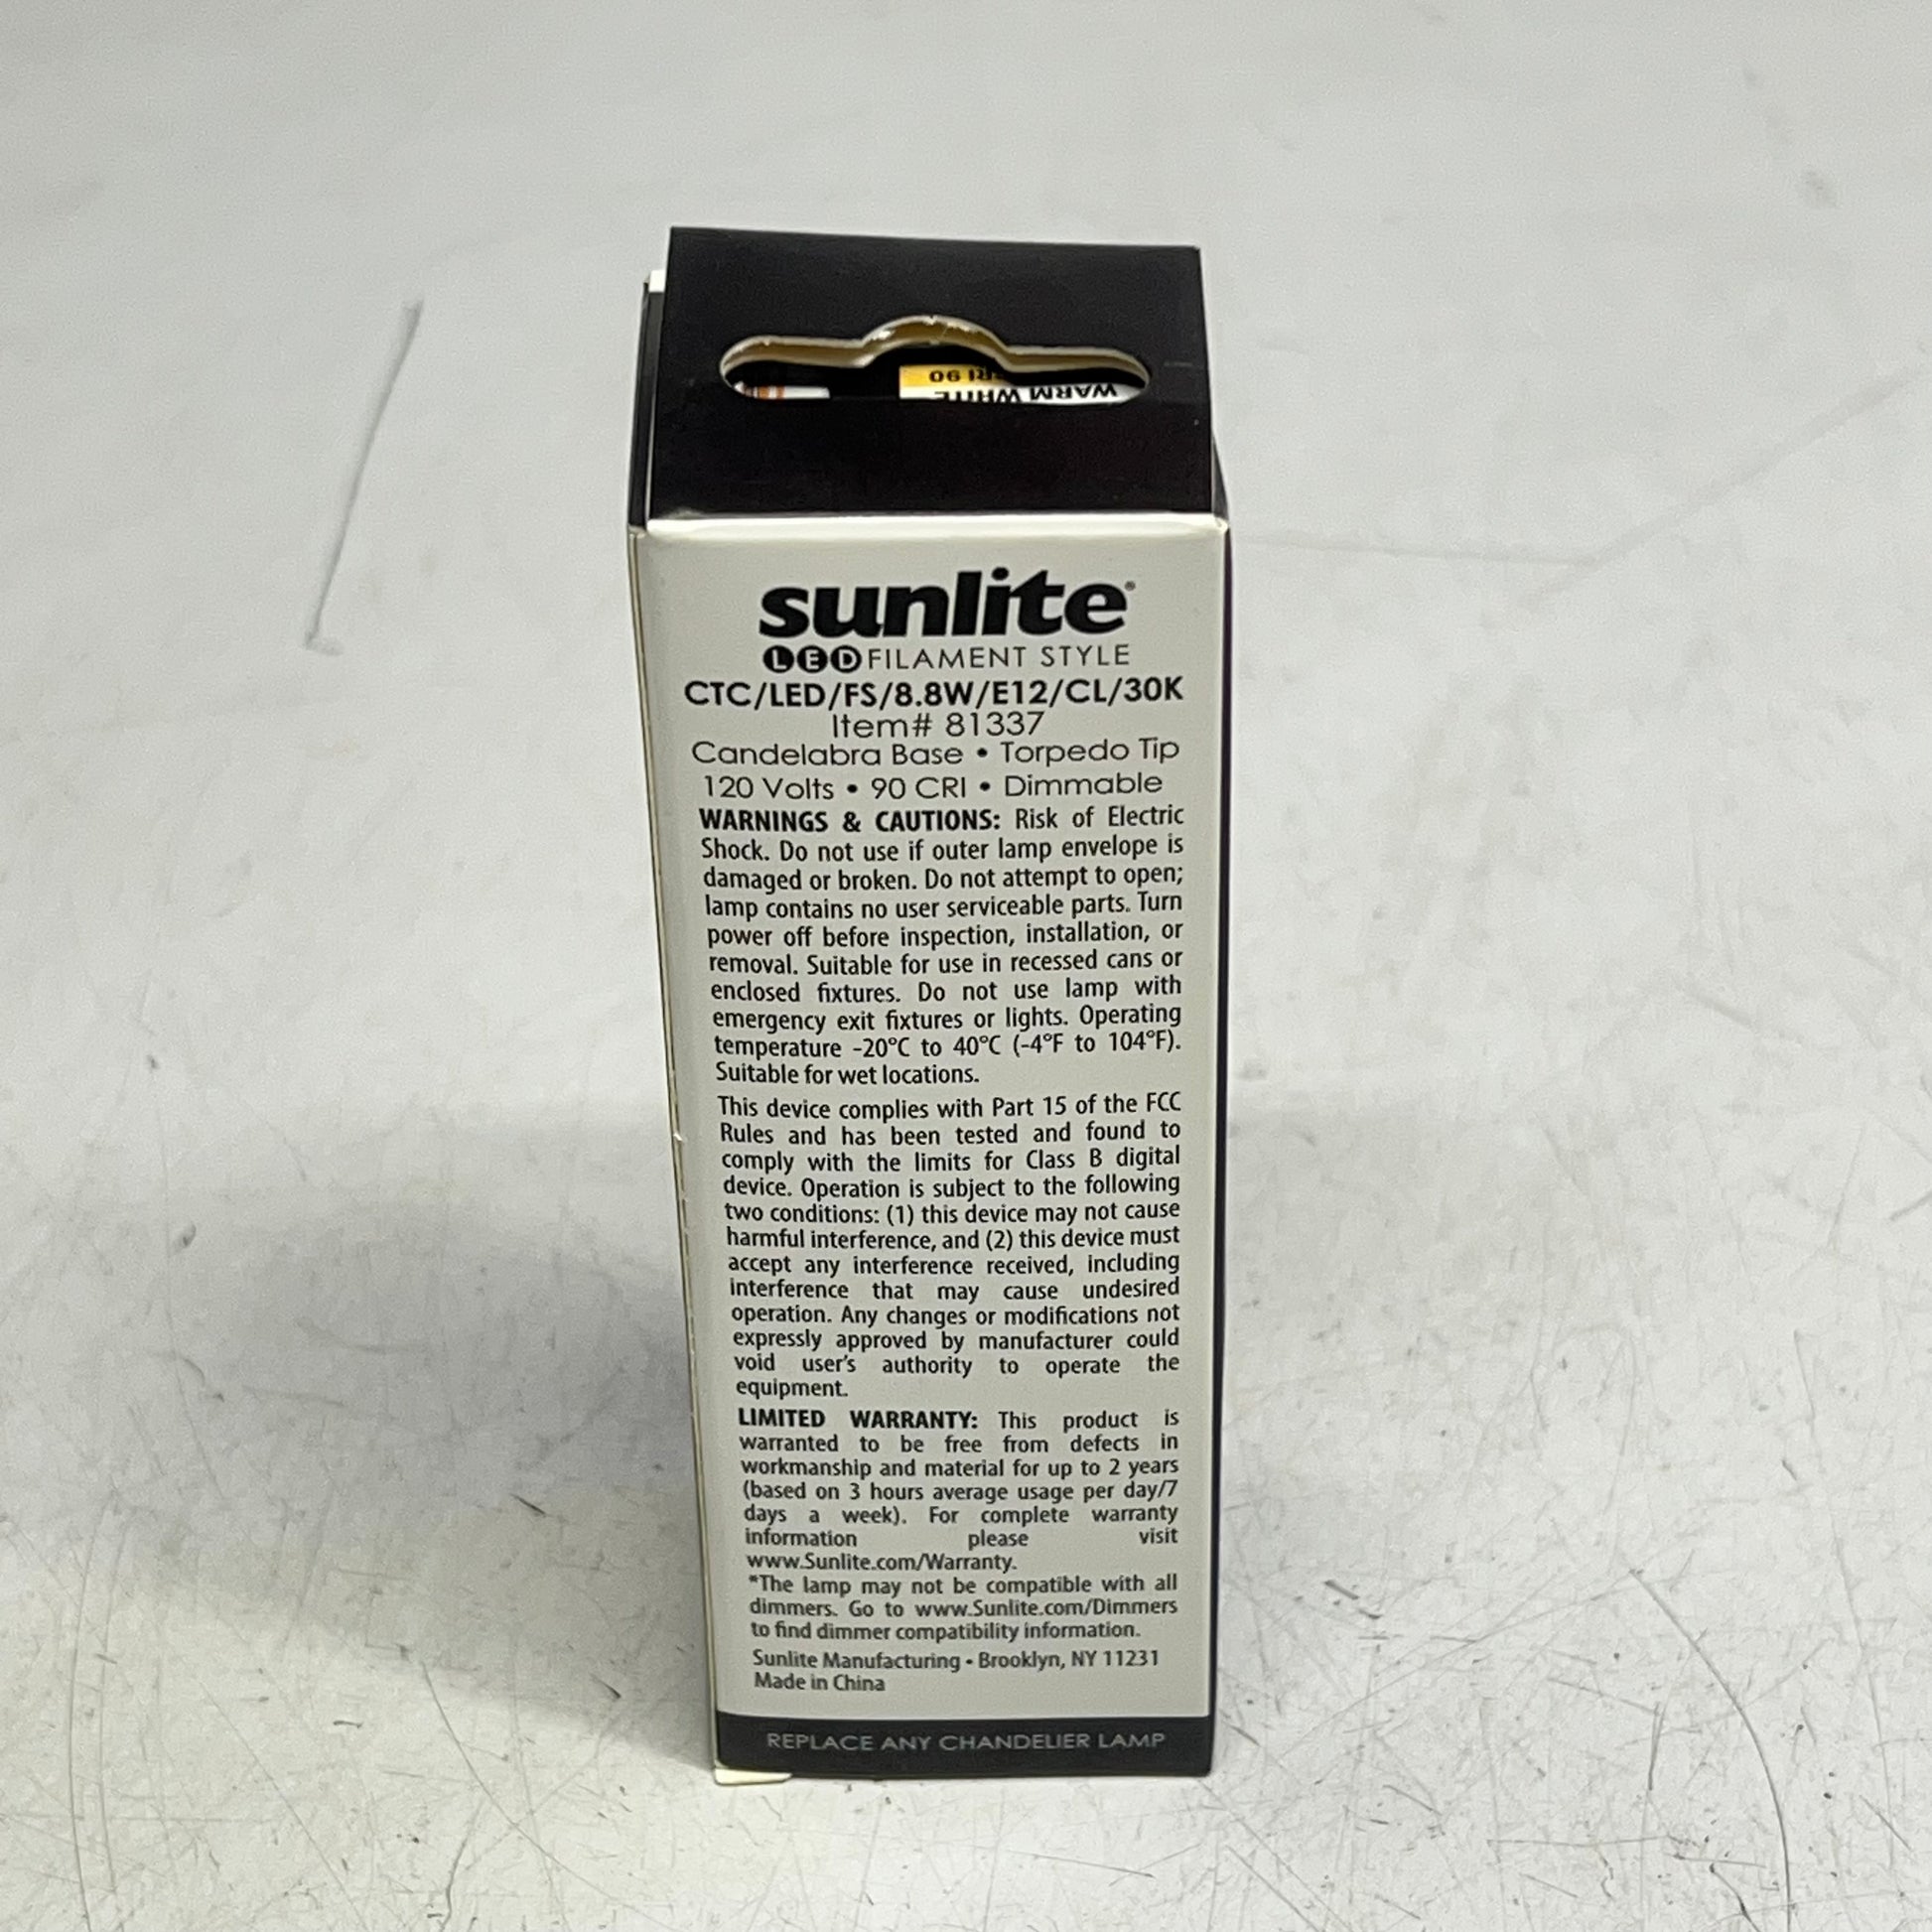 CRI 90
WARM WHITE
sunlite®
LED FILAMENT STYLE
CTC/LED/FS/8.8W/E12/CL/30K
Item# 81337
Candelabra Base • Torpedo Tip
120 Volts • 90 CRI • Dimmable
WARNINGS & CAUTIONS: Risk of Electric
Shock. Do not use if outer lamp envelope is
damaged or broken. Do not attempt to open;
lamp contains no user serviceable parts. Turn
power off before inspection, installation, or
removal. Suitable for use in recessed cans or
enclosed fixtures. Do not use lamp with
emergency exit fixtures or lights. Operating
temperature -20°C to 40°C (-4°F to 104°F).
Suitable for wet locations.
This device complies with Part 15 of the FCC
Rules and has been tested and found to
comply with the limits for Class B digital
device. Operation is subject to the following
two conditions: (1) this device may not cause
harmful interference, and (2) this device must
accept any interference received, including
interference that may cause undesired
operation. Any changes or modifications not
expressly approved by manufacturer could
void user's authority to operate the
equipment.
LIMITED WARRANTY: This product is
warranted to be free from defects in
workmanship and material for up to 2 years
(based on 3 hours average usage per day/7
days a week). For complete warranty
information please visit
www.Sunlite.com/Warranty.
*The lamp may not be compatible with all
dimmers. Go to www.Sunlite.com/Dimmers
to find dimmer compatibility information.
Sunlite Manufacturing • Brooklyn, NY 11231
Made in China
REPLACE ANY CHANDELIER LAMP